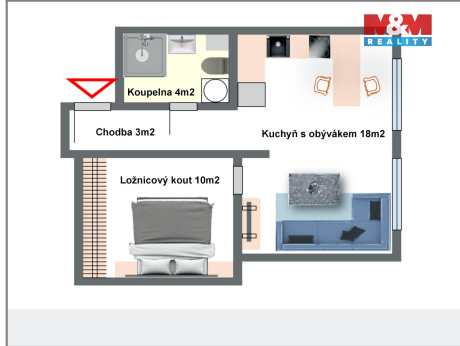 M&M
REALITY
Koupelna 4m2
Chodba 3m2
Kuchyň s obývákem 18m2
Ložnicový kout 10m2